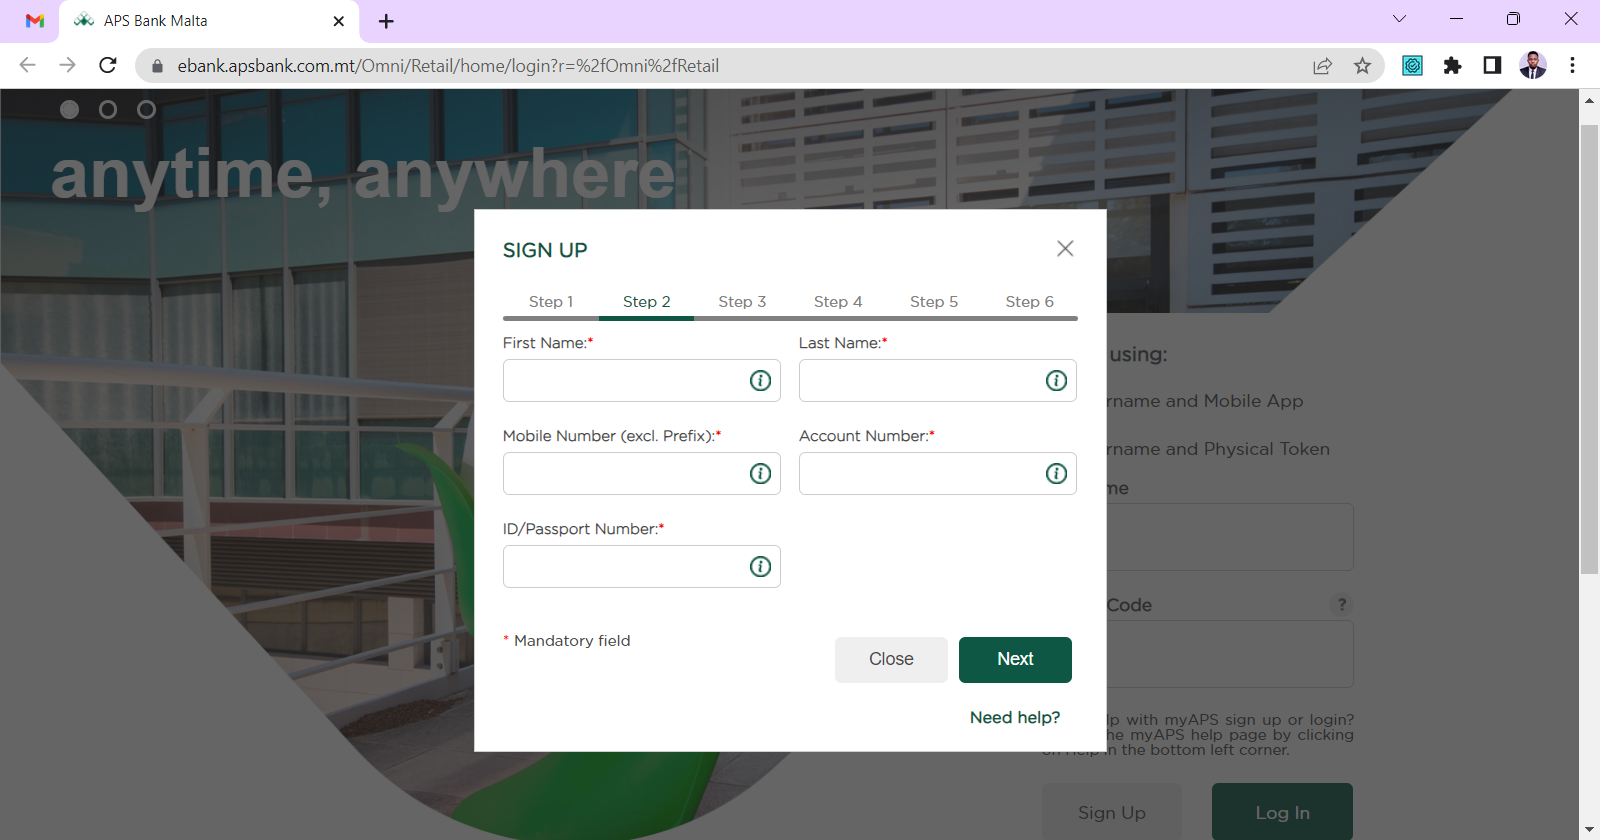 APS Bank Malta
ebank.apsbank.com.mt/Omni/Retail/home/login?r=%2fOmni%2fRetail
anytime, anywhere
SIGN UP
Step 1 Step 2 Step 3 Step 4 Step 5 Step 6
First Name:* Last Name:*
Mobile Number (excl. Prefix):* Account Number:*
ID/Passport Number:*
* Mandatory field
Close Next
Need help?
using:
rname and Mobile App
rname and Physical Token
me
Code ?
lp with myAPS sign up or login?
he myAPS help page by clicking
on Help in the bottom left corner.
Sign Up Log In